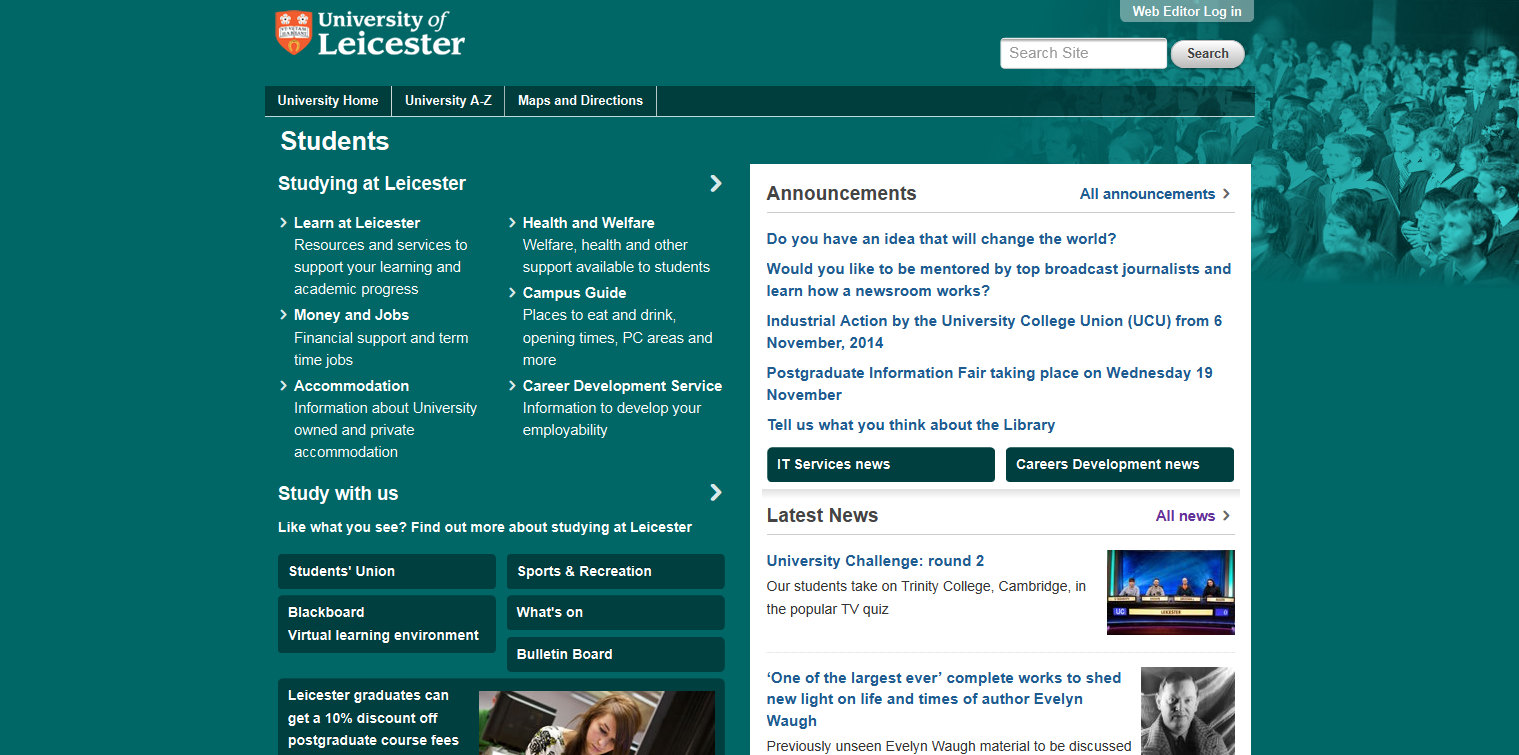 University of
Leicester
Web Editor Log in
Search Site
Search
University Home
University A-Z
Maps and Directions
Students
Studying at Leicester
Learn at Leicester
Resources and services to
support your learning and
academic progress
Money and Jobs
Financial support and term
time jobs
Accommodation
Information about University
owned and private
accommodation
Health and Welfare
Welfare, health and other
support available to students
Campus Guide
Places to eat and drink,
opening times, PC areas and
more
Career Development Service
Information to develop your
employability
Study with us
Like what you see? Find out more about studying at Leicester
Students' Union
Blackboard
Virtual learning environment
Sports & Recreation
What's on
Bulletin Board
Leicester graduates can
get a 10% discount off
postgraduate course fees
Announcements
All announcements
Do you have an idea that will change the world?
Would you like to be mentored by top broadcast journalists and
learn how a newsroom works?
Industrial Action by the University College Union (UCU) from 6
November, 2014
Postgraduate Information Fair taking place on Wednesday 19
November
Tell us what you think about the Library
IT Services news
Careers Development news
Latest News
All news
University Challenge: round 2
Our students take on Trinity College, Cambridge, in
the popular TV quiz
UC
LEICESTER
0
‘One of the largest ever’ complete works to shed
new light on life and times of author Evelyn
Waugh
Previously unseen Evelyn Waugh material to be discussed